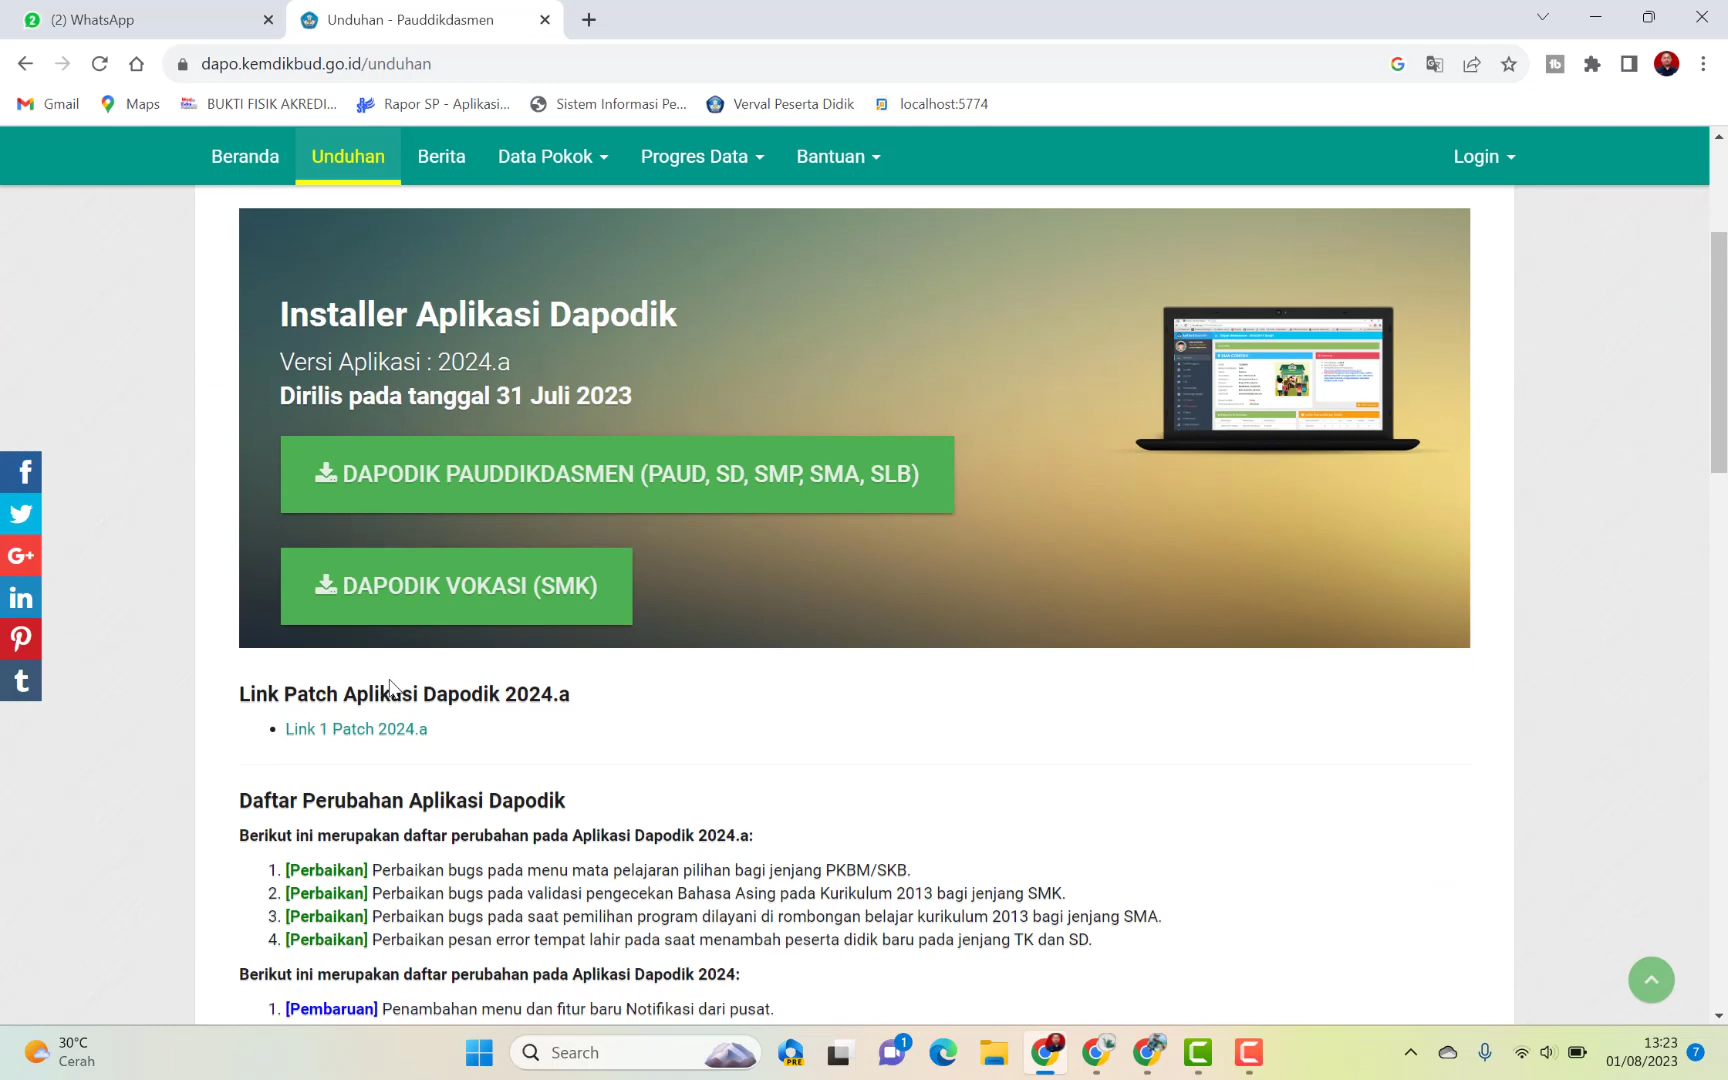 (2) WhatsApp
Unduhan - Pauddikdasmen
dapo.kemdikbud.go.id/unduhan
Gmail
Maps
BUKTI FISIK AKREDI...
Rapor SP - Aplikasi...
Sistem Informasi Pe...
Verval Peserta Didik
localhost:5774
Beranda
Unduhan
Berita
Data Pokok
Progres Data
Bantuan
Login
Installer Aplikasi Dapodik
Versi Aplikasi : 2024.a
Dirilis pada tanggal 31 Juli 2023
DAPODIK PAUDDIKDASMEN (PAUD, SD, SMP, SMA, SLB)
DAPODIK VOKASI (SMK)
Link Patch Aplikasi Dapodik 2024.a
Link 1 Patch 2024.a
Daftar Perubahan Aplikasi Dapodik
Berikut ini merupakan daftar perubahan pada Aplikasi Dapodik 2024.a:
1. [Perbaikan] Perbaikan bugs pada menu mata pelajaran pilihan bagi jenjang PKBM/SKB.
2. [Perbaikan] Perbaikan bugs pada validasi pengecekan Bahasa Asing pada Kurikulum 2013 bagi jenjang SMK.
3. [Perbaikan] Perbaikan bugs pada saat pemilihan program dilayani di rombongan belajar kurikulum 2013 bagi jenjang SMA.
4. [Perbaikan] Perbaikan pesan error tempat lahir pada saat menambah peserta didik baru pada jenjang TK dan SD.
Berikut ini merupakan daftar perubahan pada Aplikasi Dapodik 2024:
1. [Pembaruan] Penambahan menu dan fitur baru Notifikasi dari pusat.
30°C
Cerah
Search
PRE
1
13:23
01/08/2023
7